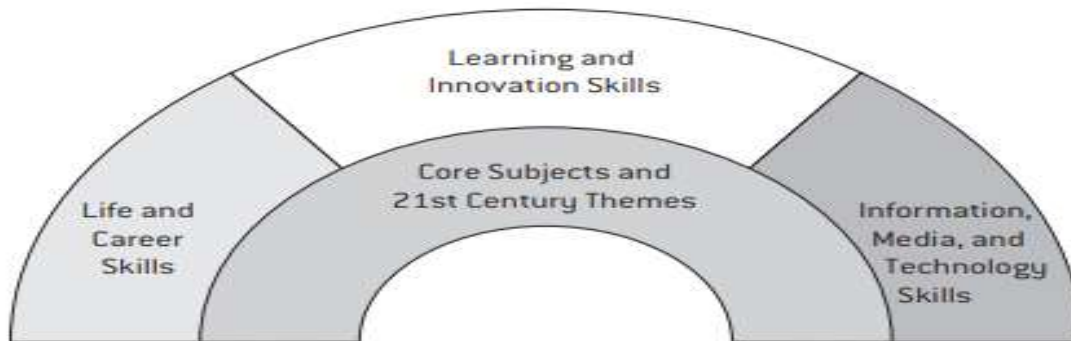 Learning and
Innovation Skills
Core Subjects and
21st Century Themes
Life and
Career
Skills
Information,
Media, and
Technology
Skills